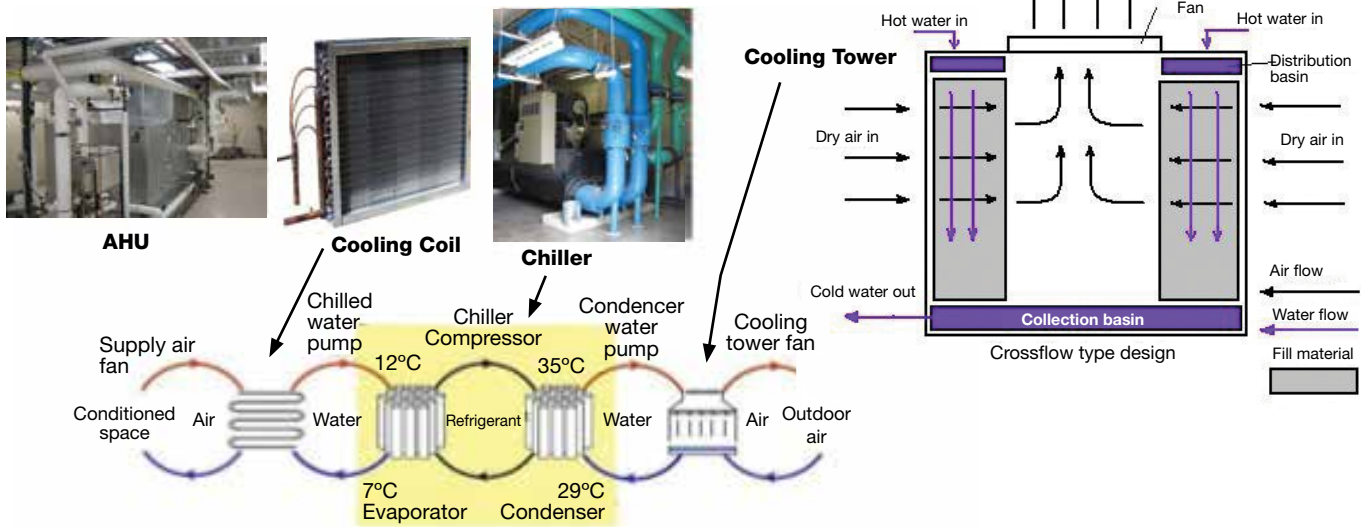 AHU
Cooling Coil
Chiller
Cooling Tower
Supply air
fan
Chilled
water
pump
Chiller
Compressor
Condencer
water
pump
Cooling
tower fan
12ºC
35ºC
Conditioned
space
Air
Water
Refrigerant
Water
Air
Outdoor
air
7ºC
Evaporator
29ºC
Condenser
Fan
Hot water in
Hot water in
Distribution
basin
Dry air in
Dry air in
Cold water out
Collection basin
Crossflow type design
Air flow
Water flow
Fill material